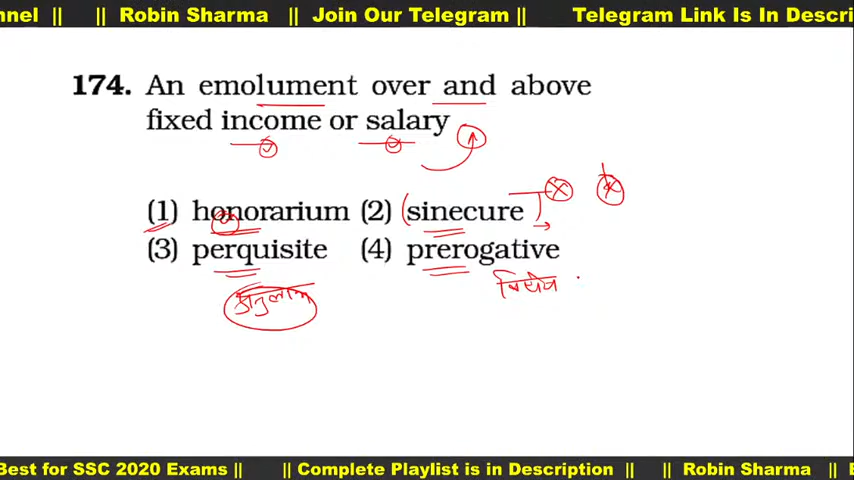 nnel || || Robin Sharma || Join Our Telegram || Telegram Link Is In Descri
174. An emolument over and above
fixed income or salary
(1) honorarium (2) sinecure
(3) perquisite (4) prerogative
Best for SSC 2020 Exams || || Complete Playlist is in Description || || Robin Sharma ||